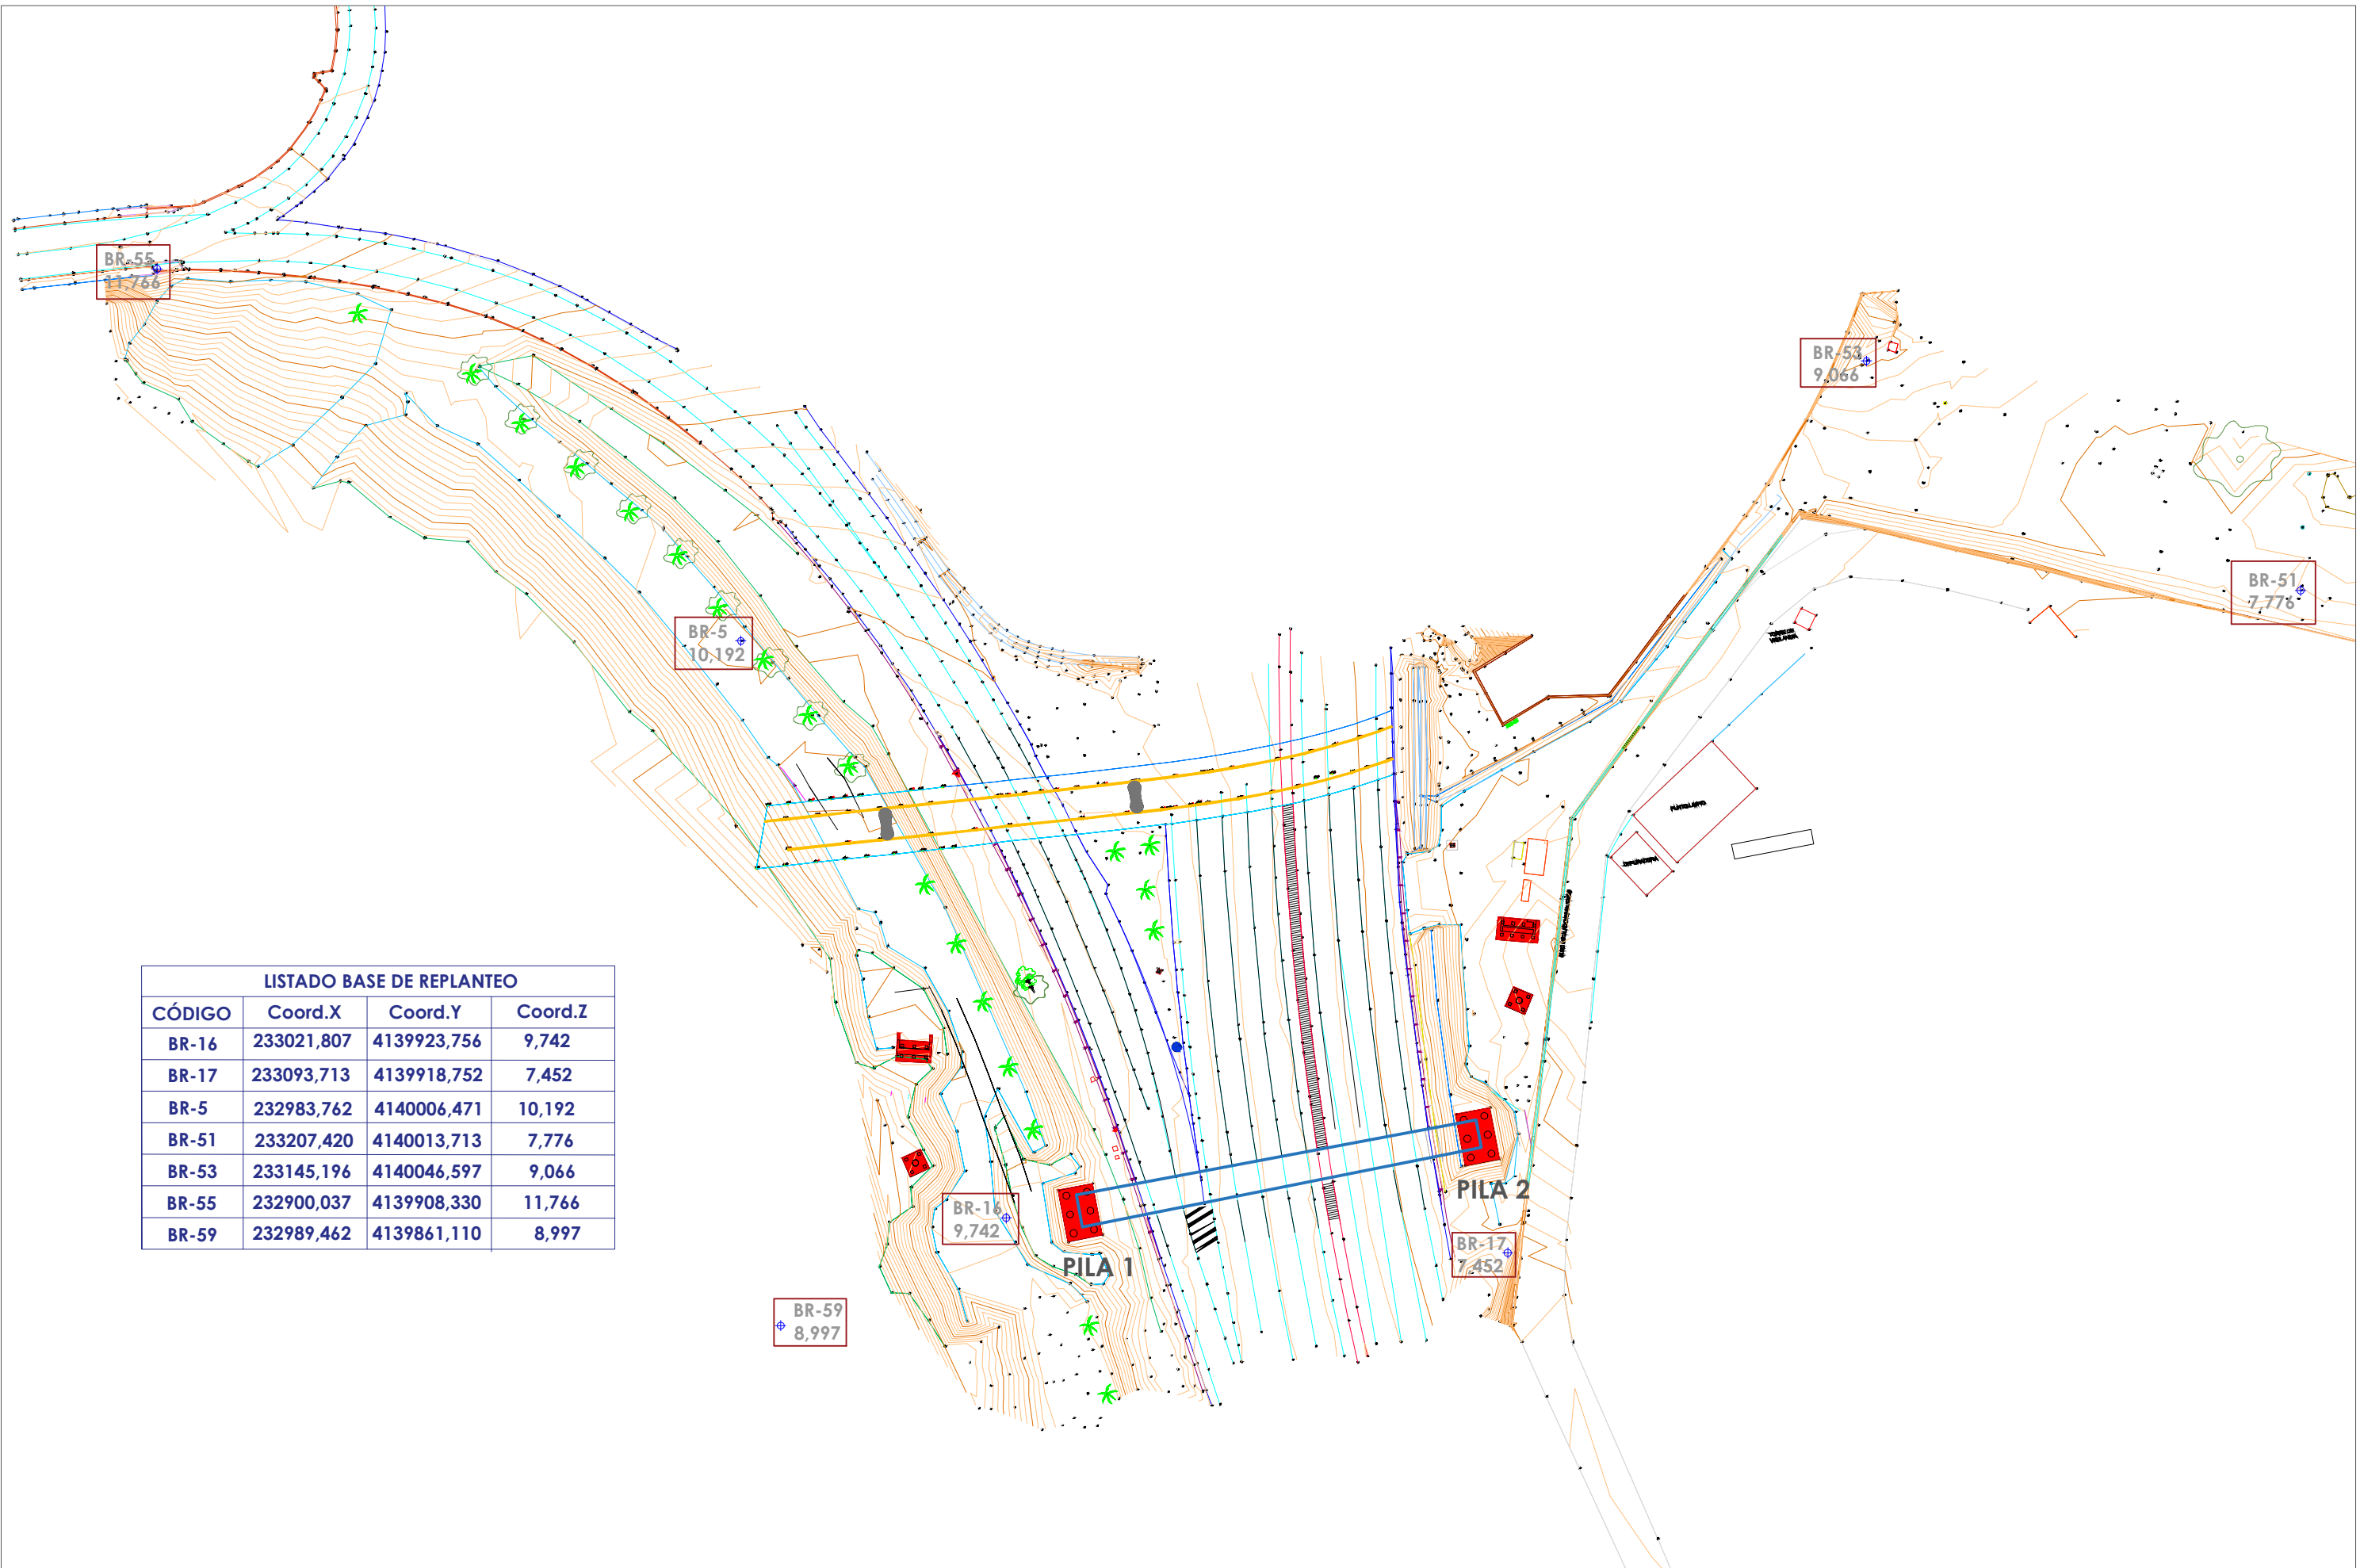 BR-55
11,766
BR-53
9,066
BR-51
7,776
BR-5
10,192
LISTADO BASE DE REPLANTEO
CÓDIGO Coord.X Coord.Y Coord.Z
BR-16 233021,807 4139923,756 9,742
BR-17 233093,713 4139918,752 7,452
BR-5 232983,762 4140006,471 10,192
BR-51 233207,420 4140013,713 7,776
BR-53 233145,196 4140046,597 9,066
BR-55 232900,037 4139908,330 11,766
BR-59 232989,462 4139861,110 8,997
PILA 2
BR-16
9,742
BR-17
7,452
PILA 1
BR-59
8,997